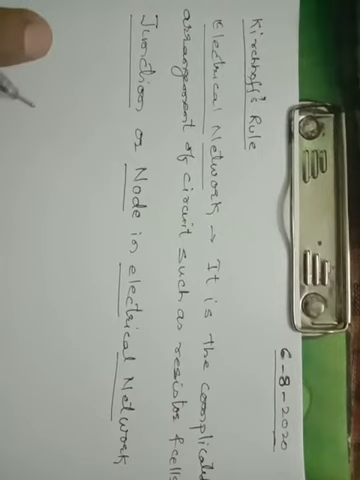 6-8-2020
Kirchhoff's Rule
Electrical Network → It is the complicated
arrangement of circuit such as resistor & cells
Junction or Node in electrical Network